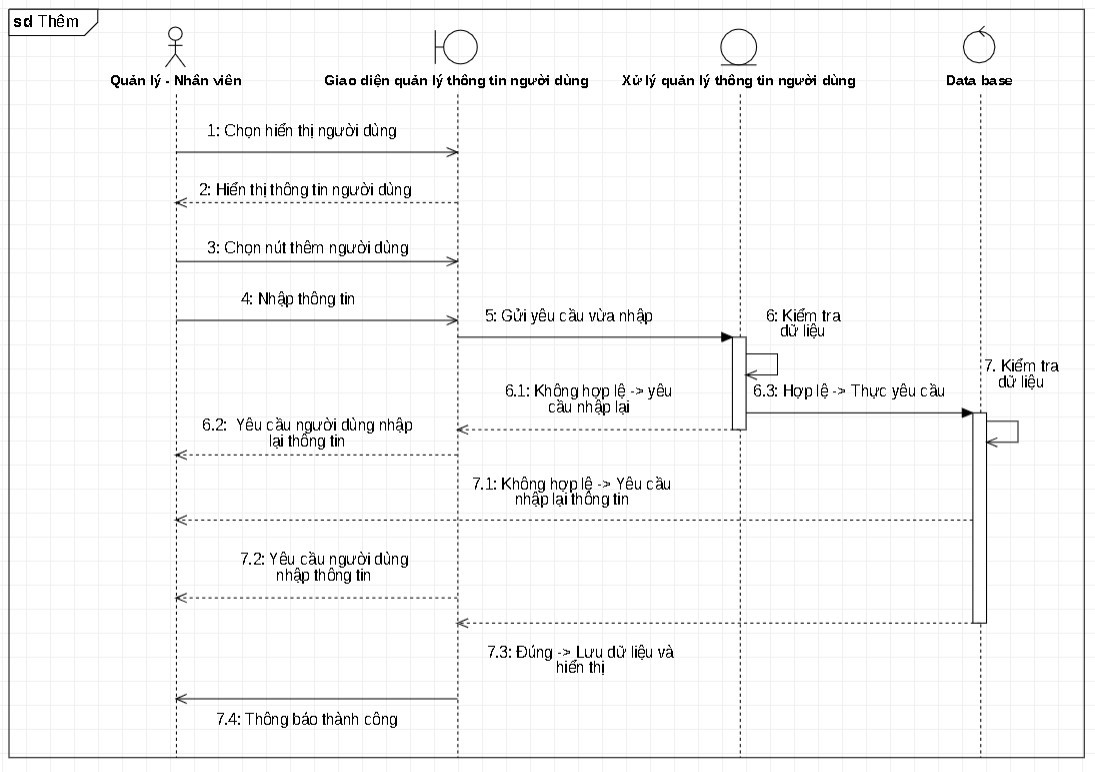 sd Thêm
Quản lý - Nhân viên
Giao diện quản lý thông tin người dùng
Xử lý quản lý thông tin người dùng
Data base
1: Chọn hiển thị người dùng
2: Hiển thị thông tin người dùng
3: Chọn nút thêm người dùng
4: Nhập thông tin
5: Gửi yêu cầu vừa nhập
6: Kiểm tra
dữ liệu
7. Kiểm tra
dữ liệu
6.1: Không hợp lệ -> yêu
cầu nhập lại
6.3: Hợp lệ -> Thực yêu cầu
6.2: Yêu cầu người dùng nhập
lại thông tin
7.1: Không hợp lệ -> Yêu cầu
nhập lại thông tin
7.2: Yêu cầu người dùng
nhập thông tin
7.3: Đúng -> Lưu dữ liệu và
hiển thị
7.4: Thông báo thành công